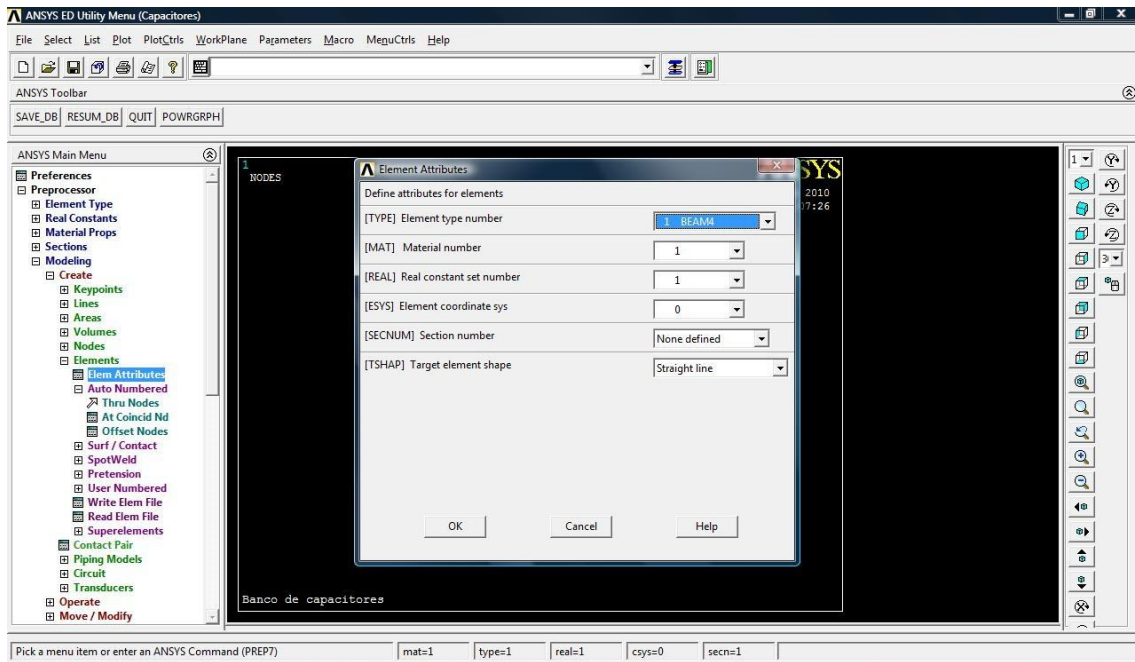 ANSYS ED Utility Menu (Capacitores)
File Select List Plot PlotCtrls WorkPlane Parameters Macro MenuCtrls Help
ANSYS Toolbar
SAVE_DB RESUM_DB QUIT POWRGRPH
ANSYS Main Menu
Preferences
Preprocessor
Element Type
Real Constants
Material Props
Sections
Modeling
Create
Keypoints
Lines
Areas
Volumes
Nodes
Elements
Elem Attributes
Auto Numbered
Thru Nodes
At Coincid Nd
Offset Nodes
Surf / Contact
SpotWeld
Pretension
User Numbered
Write Elem File
Read Elem File
Superelements
Contact Pair
Piping Models
Circuit
Transducers
Operate
Move / Modify
1
NODES
SYS
2010
7:26
Element Attributes
Define attributes for elements
[TYPE] Element type number 1 BEAM4
[MAT] Material number 1
[REAL] Real constant set number 1
[ESYS] Element coordinate sys 0
[SECNUM] Section number None defined
[TSHAP] Target element shape Straight line
OK Cancel Help
Banco de capacitores
1
Pick a menu item or enter an ANSYS Command (PREP7) mat=1 type=1 real=1 csys=0 secn=1